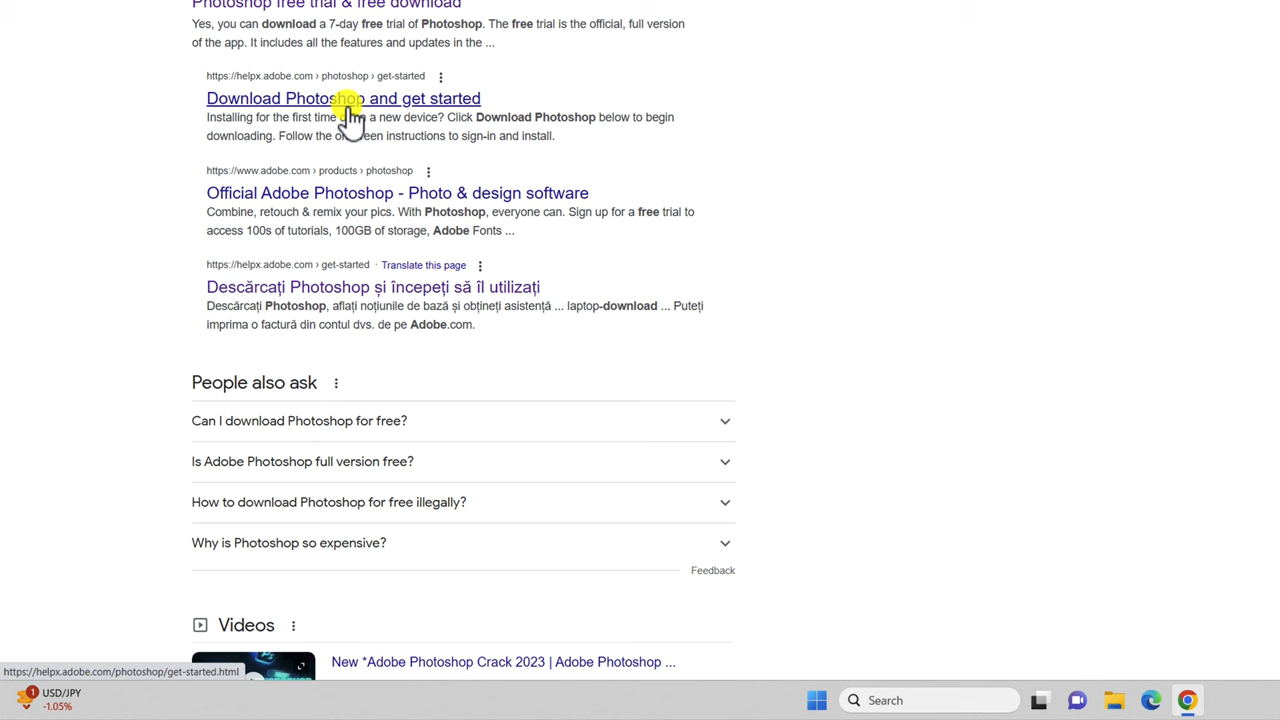 Photoshop free trial & free download
Yes, you can download a 7-day free trial of Photoshop. The free trial is the official, full version
of the app. It includes all the features and updates in the ...
https://helpx.adobe.com › photoshop › get-started
Download Photoshop and get started
Installing for the first time a new device? Click Download Photoshop below to begin
downloading. Follow the instructions to sign-in and install.
https://www.adobe.com › products › photoshop
Official Adobe Photoshop - Photo & design software
Combine, retouch & remix your pics. With Photoshop, everyone can. Sign up for a free trial to
access 100s of tutorials, 100GB of storage, Adobe Fonts ...
https://helpx.adobe.com › get-started · Translate this page
Descărcați Photoshop și începeți să îl utilizați
Descărcați Photoshop, aflați noțiunile de bază și obțineți asistență ... laptop-download ... Puteți
imprima o factură din contul dvs. de pe Adobe.com.
People also ask
Can I download Photoshop for free?
Is Adobe Photoshop full version free?
How to download Photoshop for free illegally?
Why is Photoshop so expensive?
Feedback
Videos
New *Adobe Photoshop Crack 2023 | Adobe Photoshop ...
https://helpx.adobe.com/photoshop/get-started.html
1
USD/JPY
-1.05%
Search